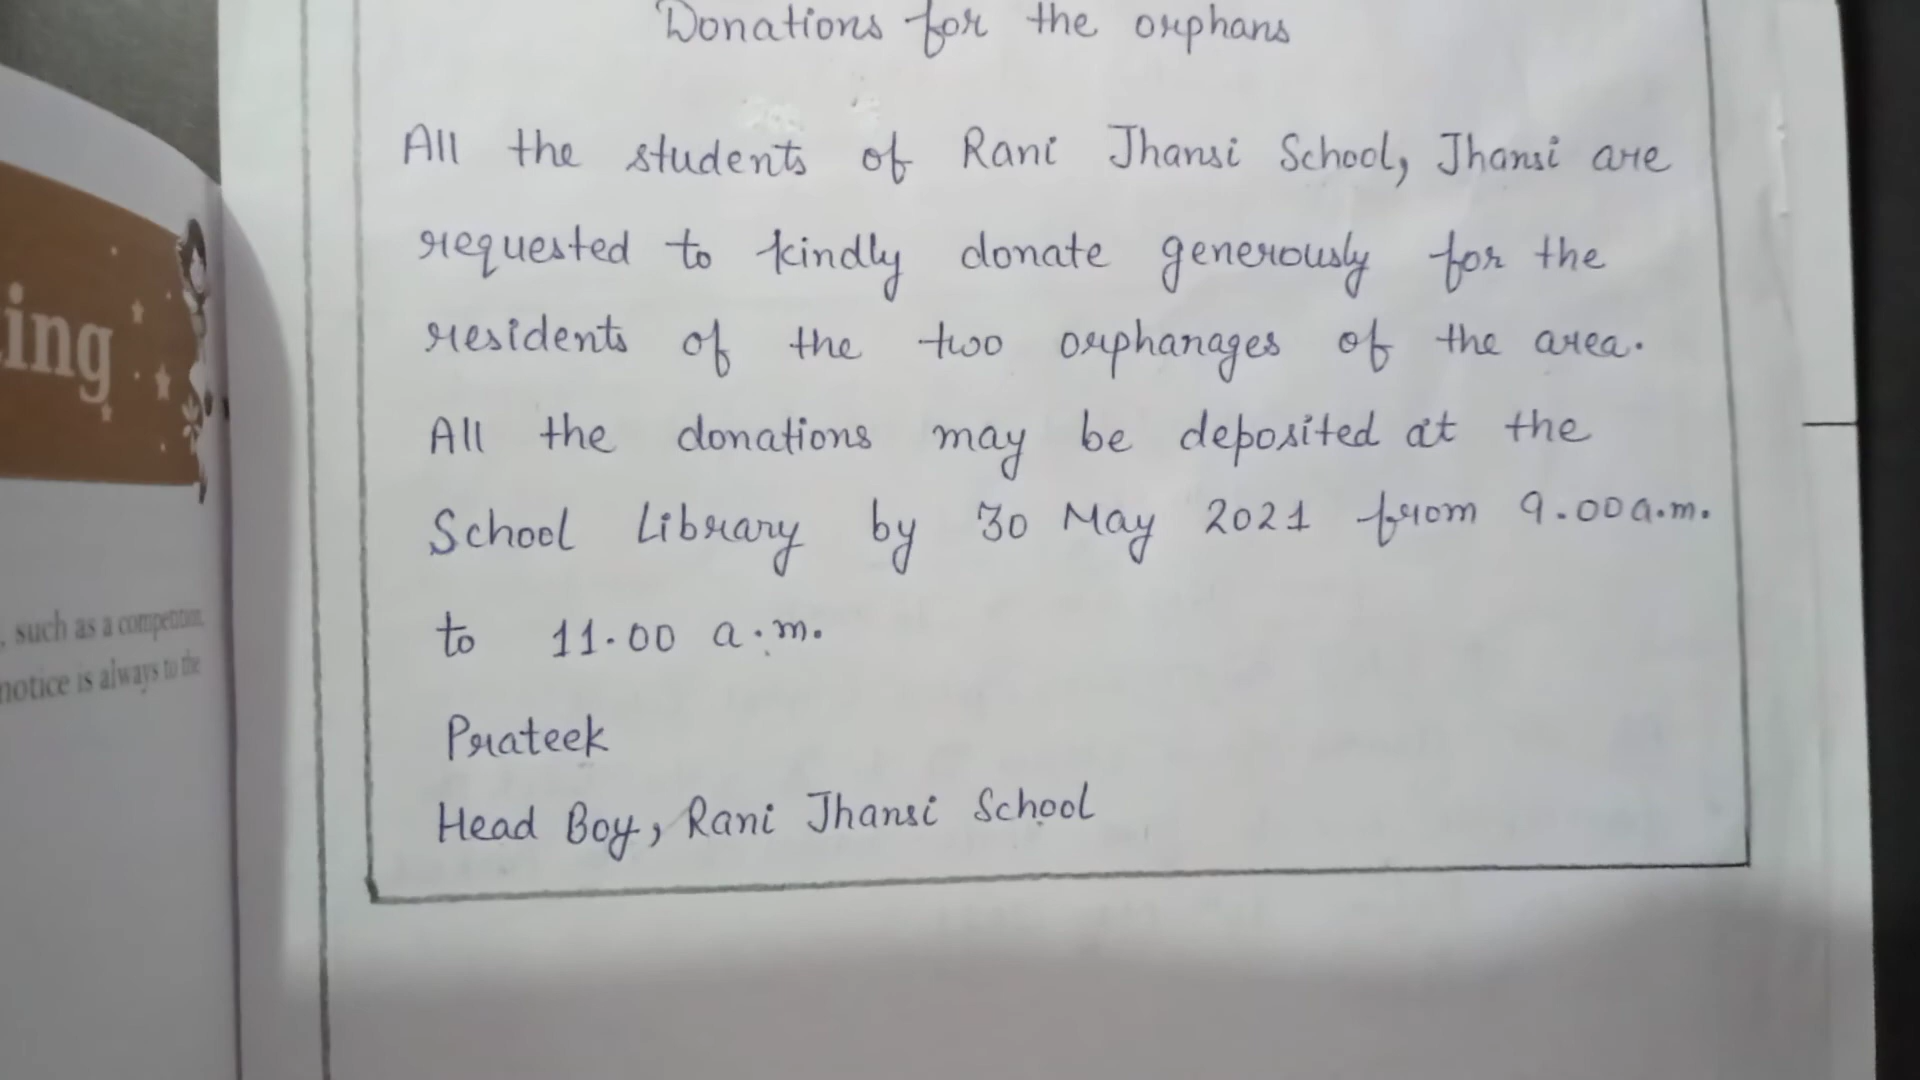 Donations for the orphans
All the students of Rani Jhansi School, Jhansi are
requested to kindly donate generously for the
residents of the two orphanages of the area.
All the donations may be deposited at the
School Library by 30 May 2021 from 9.00 a.m.
to 11.00 a.m.
Prateek
Head Boy, Rani Jhansi School
ing
, such as a competition,
notice is always to the